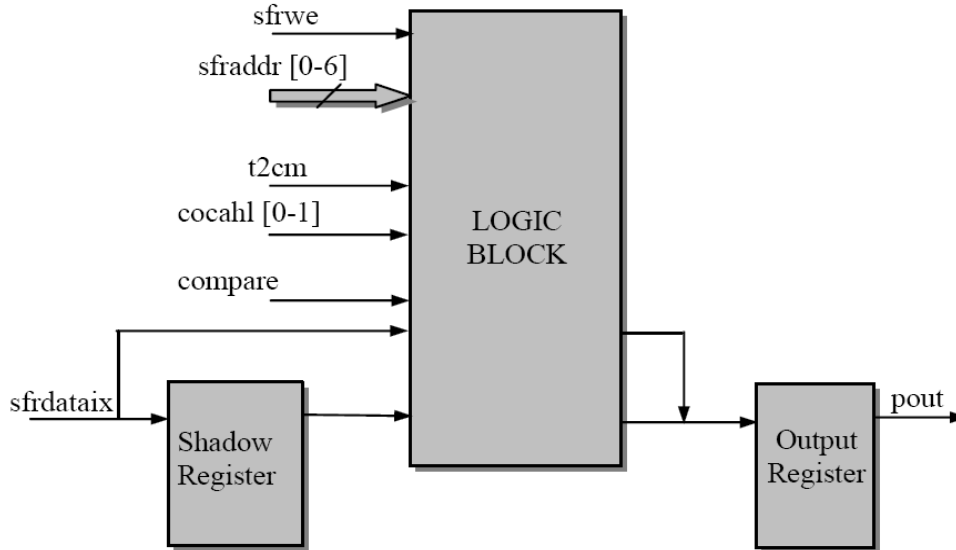 sfrwe
sfraddr [0-6]
t2cm
cocahl [0-1]
compare
LOGIC
BLOCK
sfrdataix
Shadow
Register
Output
Register
pout